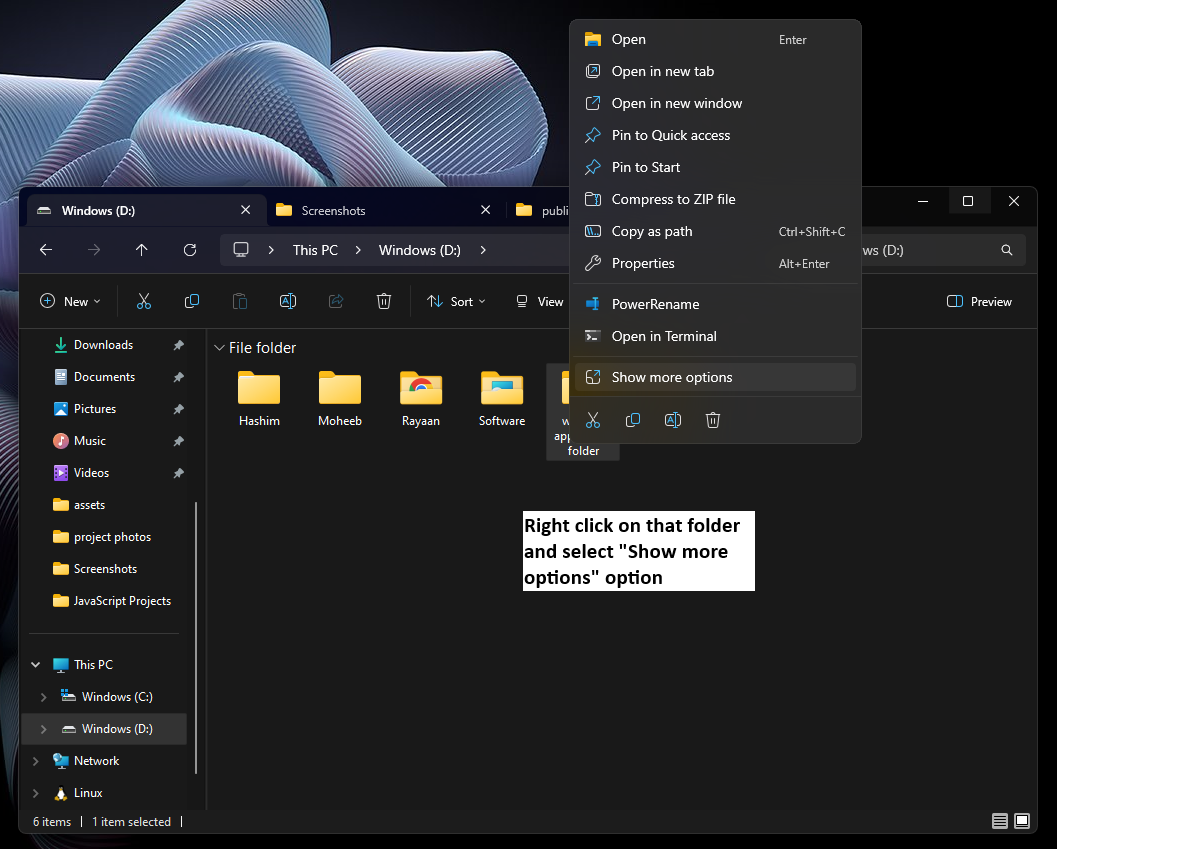 Open Enter
Open in new tab
Open in new window
Pin to Quick access
Pin to Start
Compress to ZIP file
Copy as path Ctrl+Shift+C
Properties Alt+Enter
PowerRename
Open in Terminal
Show more options
Windows (D:) Screenshots
This PC Windows (D:)
New Sort View Preview
Downloads
Documents
Pictures
Music
Videos
assets
project photos
Screenshots
JavaScript Projects
This PC
Windows (C:)
Windows (D:)
Network
Linux
File folder
Hashim Moheeb Rayaan Software
folder
Right click on that folder
and select "Show more
options" option
6 items 1 item selected